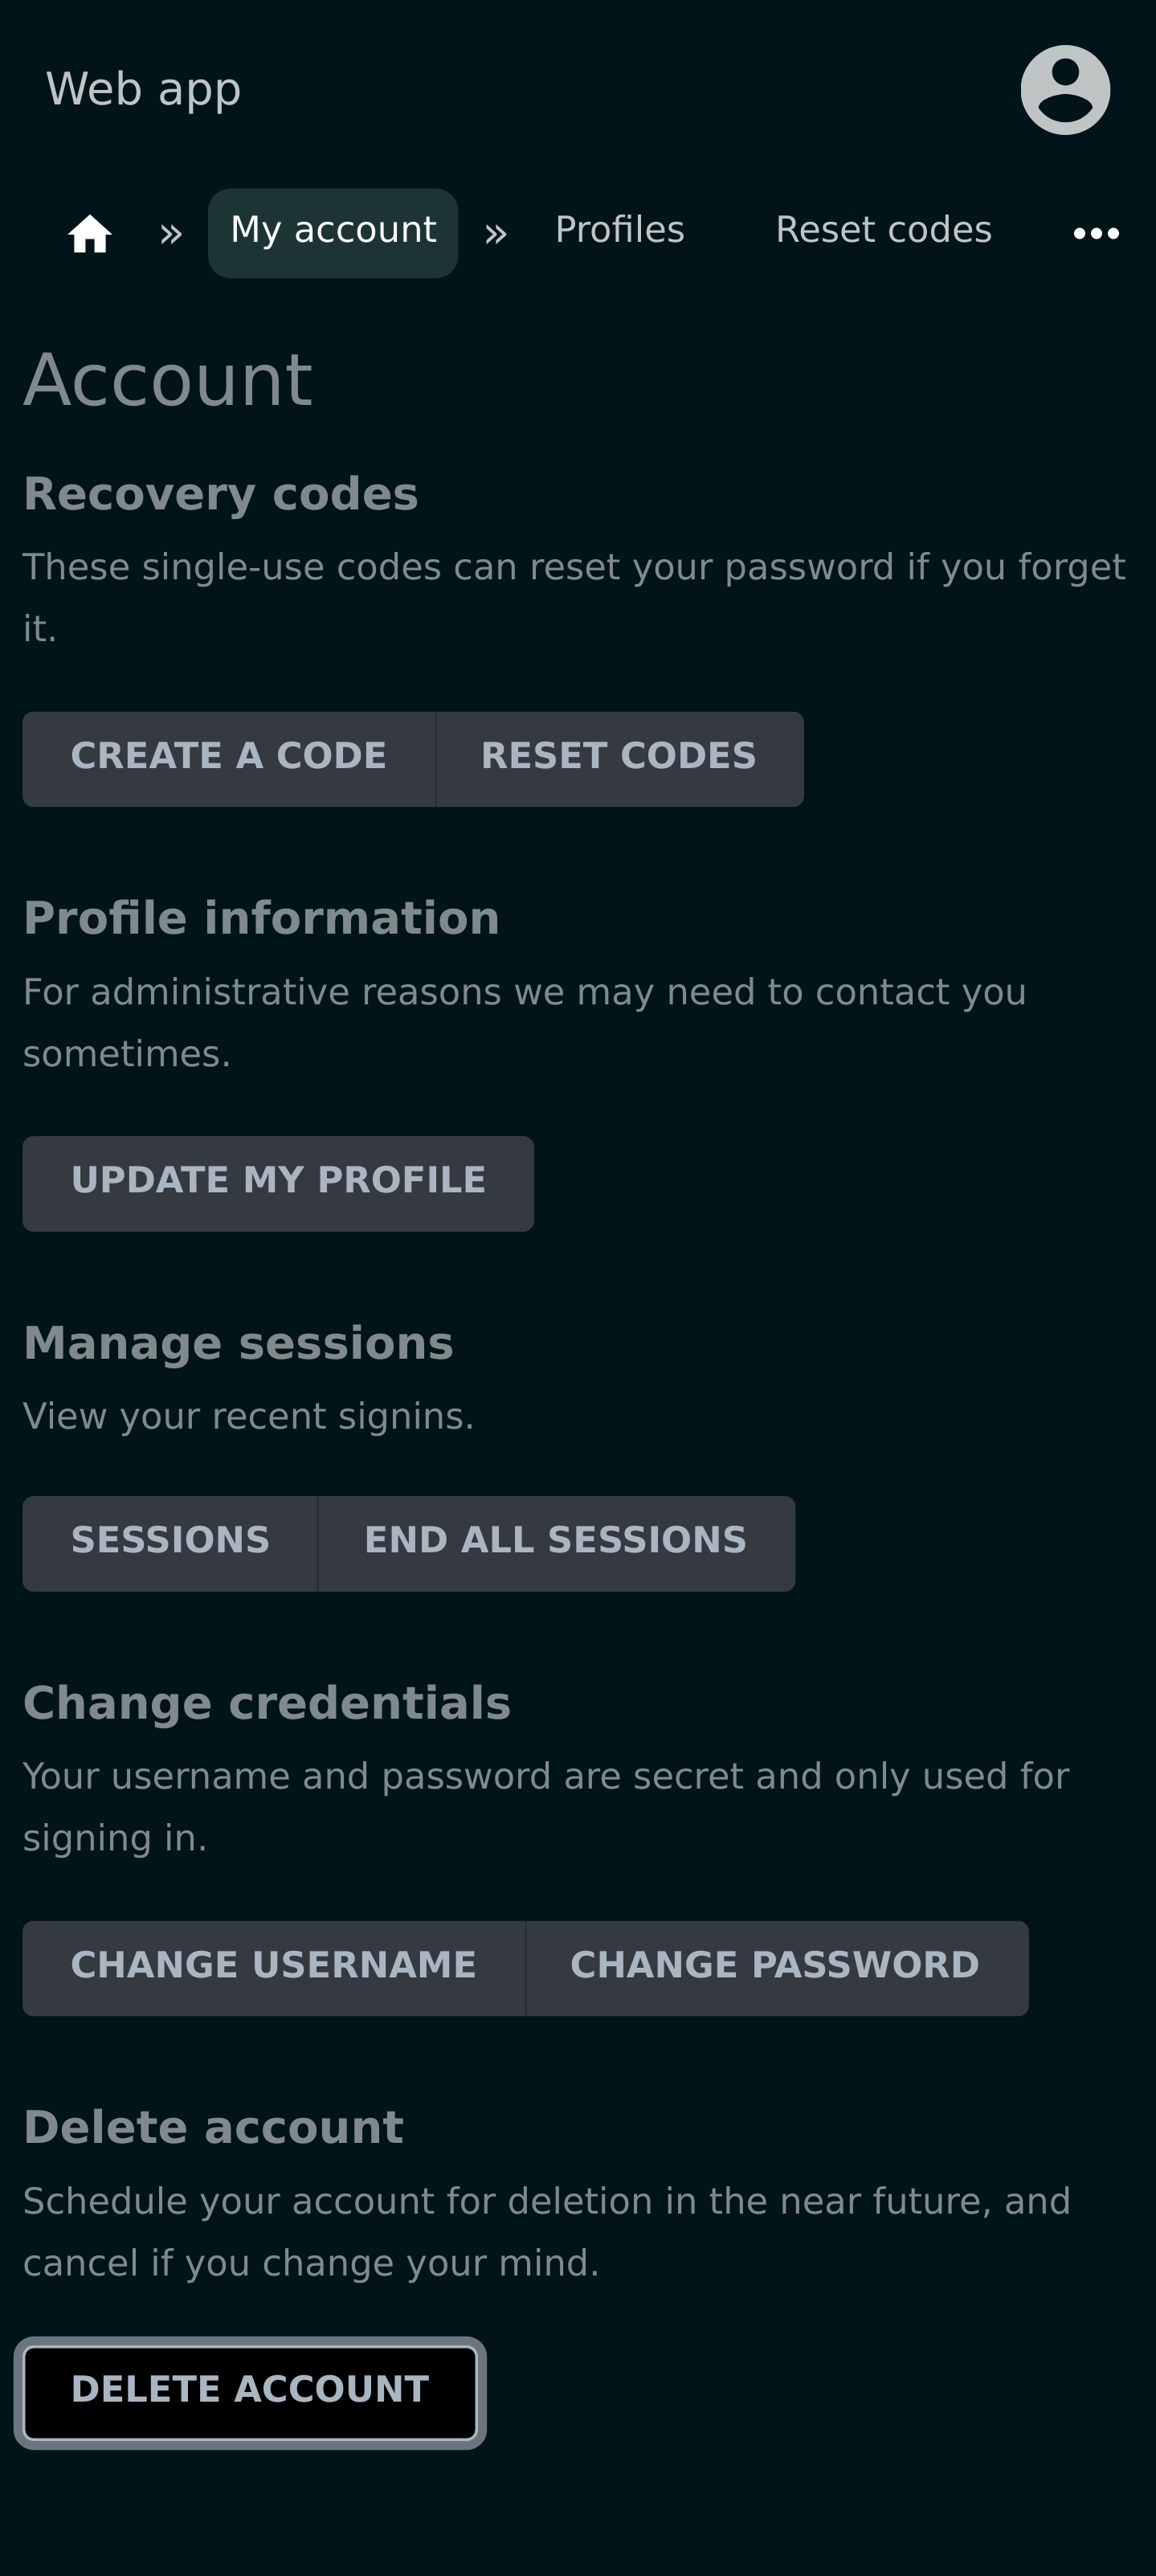 Web app
» My account » Profiles Reset codes
Account
Recovery codes
These single-use codes can reset your password if you forget
it.
CREATE A CODE RESET CODES
Profile information
For administrative reasons we may need to contact you
sometimes.
UPDATE MY PROFILE
Manage sessions
View your recent signins.
SESSIONS END ALL SESSIONS
Change credentials
Your username and password are secret and only used for
signing in.
CHANGE USERNAME CHANGE PASSWORD
Delete account
Schedule your account for deletion in the near future, and
cancel if you change your mind.
DELETE ACCOUNT